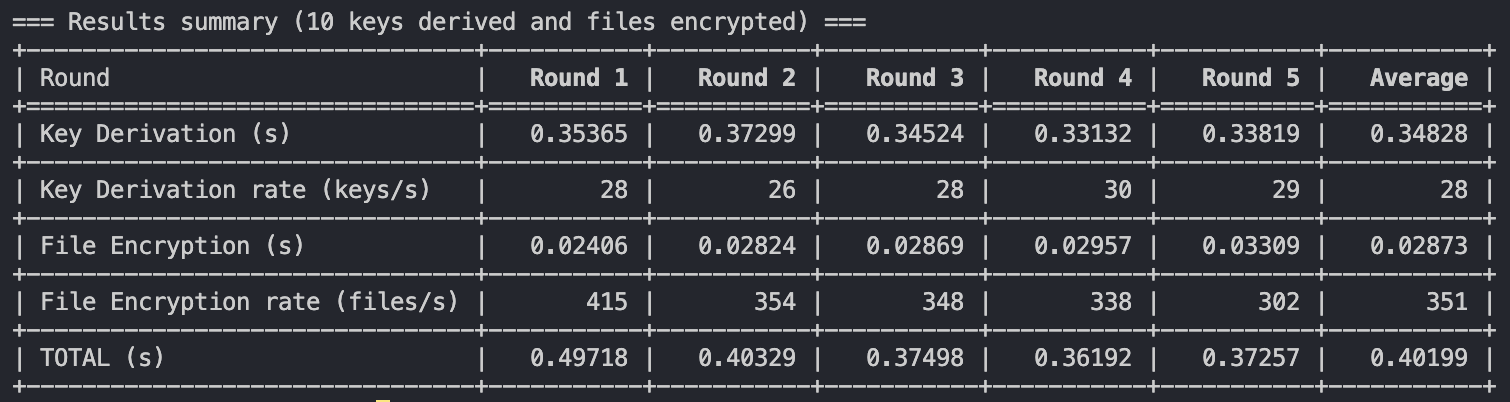 === Results summary (10 keys derived and files encrypted) ===
| Round | Round 1 | Round 2 | Round 3 | Round 4 | Round 5 | Average |
| Key Derivation (s) | 0.35365 | 0.37299 | 0.34524 | 0.33132 | 0.33819 | 0.34828 |
| Key Derivation rate (keys/s) | 28 | 26 | 28 | 30 | 29 | 28 |
| File Encryption (s) | 0.02406 | 0.02824 | 0.02869 | 0.02957 | 0.03309 | 0.02873 |
| File Encryption rate (files/s) | 415 | 354 | 348 | 338 | 302 | 351 |
| TOTAL (s) | 0.49718 | 0.40329 | 0.37498 | 0.36192 | 0.37257 | 0.40199 |